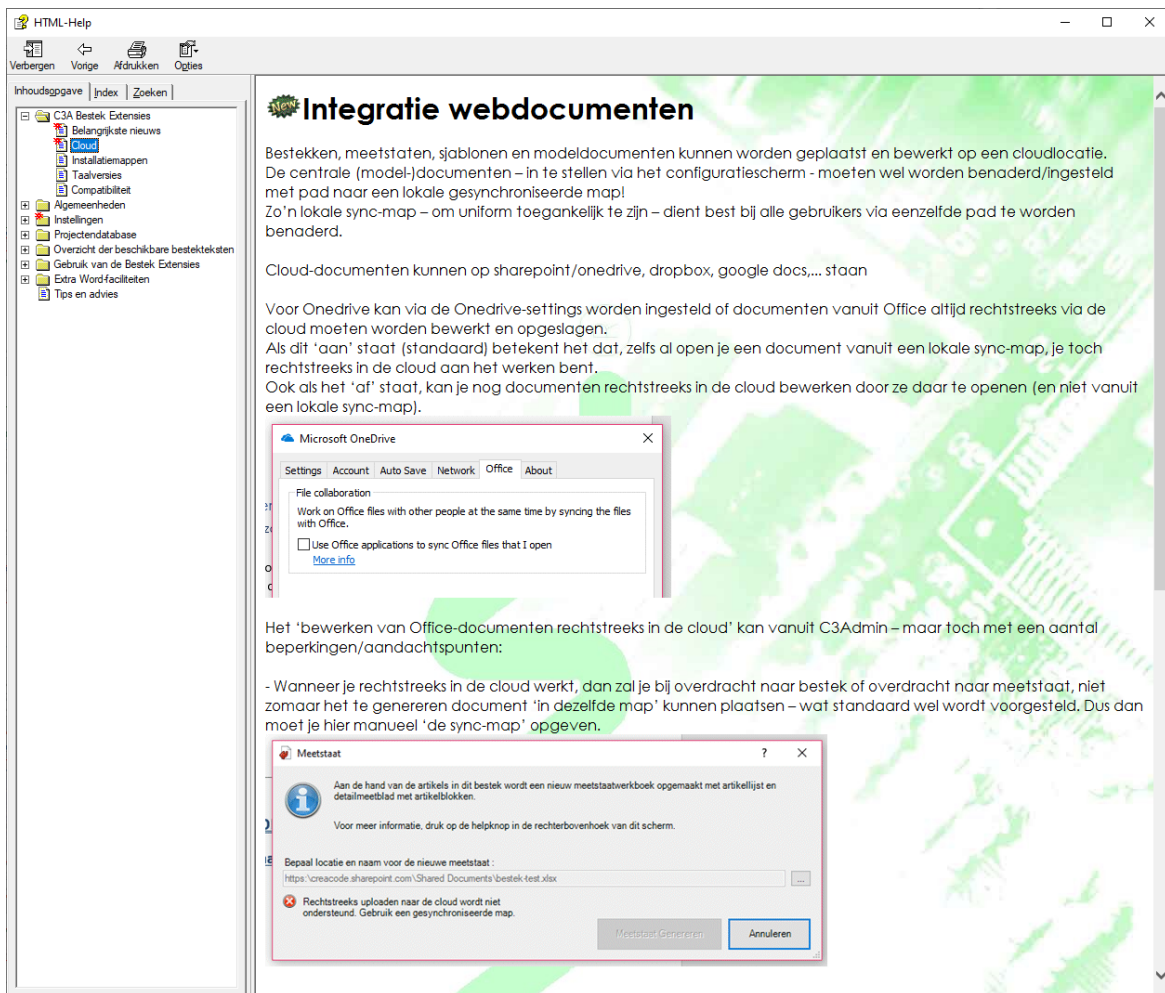 HTML-Help
Verbergen Vorige Afdrukken Opties
Inhoudsopgave Index Zoeken
C3A Bestek Extensies
Belangrijkste nieuws
Cloud
Installatiemappen
Taalversies
Compatibiliteit
Algemeenheden
Instellingen
Projectendatabase
Overzicht der beschikbare bestekteksten
Gebruik van de Bestek Extensies
Extra Word-faciliteiten
Tips en advies
New Integratie webdocumenten
Bestekken, meetstaten, sjablonen en modeldocumenten kunnen worden geplaatst en bewerkt op een cloudlocatie.
De centrale (model-)documenten – in te stellen via het configuratiescherm - moeten wel worden benaderd/ingesteld
met pad naar een lokale gesynchroniseerde map!
Zo'n lokale sync-map – om uniform toegankelijk te zijn – dient best bij alle gebruikers via eenzelfde pad te worden
benaderd.
Cloud-documenten kunnen op sharepoint/onedrive, dropbox, google docs,... staan
Voor Onedrive kan via de Onedrive-settings worden ingesteld of documenten vanuit Office altijd rechtstreeks via de
cloud moeten worden bewerkt en opgeslagen.
Als dit 'aan' staat (standaard) betekent het dat, zelfs al open je een document vanuit een lokale sync-map, je toch
rechtstreeks in de cloud aan het werken bent.
Ook als het 'af' staat, kan je nog documenten rechtstreeks in de cloud bewerken door ze daar te openen (en niet vanuit
een lokale sync-map).
Microsoft OneDrive
Settings Account Auto Save Network Office About
File collaboration
Work on Office files with other people at the same time by syncing the files
with Office.
Use Office applications to sync Office files that I open
More info
Het 'bewerken van Office-documenten rechtstreeks in de cloud' kan vanuit C3Admin – maar toch met een aantal
beperkingen/aandachtspunten:
- Wanneer je rechtstreeks in de cloud werkt, dan zal je bij overdracht naar bestek of overdracht naar meetstaat, niet
zomaar het te genereren document 'in dezelfde map' kunnen plaatsen – wat standaard wel wordt voorgesteld. Dus dan
moet je hier manueel 'de sync-map' opgeven.
Meetstaat ?
Aan de hand van de artikels in dit bestek wordt een nieuw meetstaatwerkboek opgemaakt met artikellijst en
detailmeetblad met artikelblokken.
Voor meer informatie, druk op de helpknop in de rechterbovenhoek van dit scherm.
Bepaal locatie en naam voor de nieuwe meetstaat :
https:\creacode.sharepoint.com\Shared Documents\bestek-test.xlsx
...
Rechtstreeks uploaden naar de cloud wordt niet
ondersteund. Gebruik een gesynchroniseerde map.
Meetstaat Genereren Annuleren